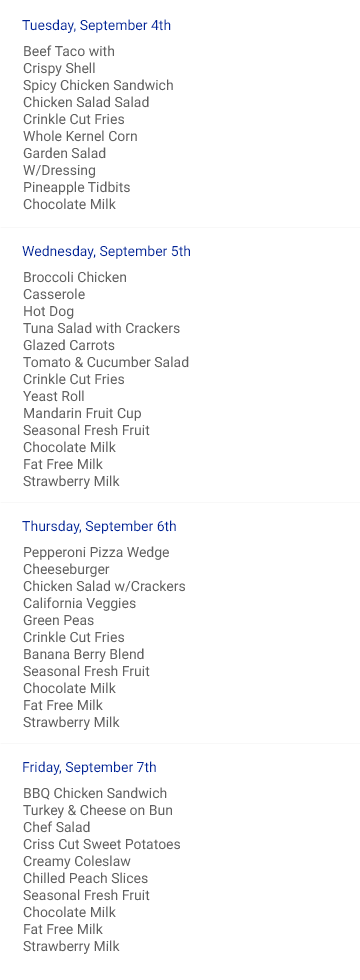 Tuesday, September 4th
Beef Taco with
Crispy Shell
Spicy Chicken Sandwich
Chicken Salad Salad
Crinkle Cut Fries
Whole Kernel Corn
Garden Salad
W/Dressing
Pineapple Tidbits
Chocolate Milk
Wednesday, September 5th
Broccoli Chicken
Casserole
Hot Dog
Tuna Salad with Crackers
Glazed Carrots
Tomato & Cucumber Salad
Crinkle Cut Fries
Yeast Roll
Mandarin Fruit Cup
Seasonal Fresh Fruit
Chocolate Milk
Fat Free Milk
Strawberry Milk
Thursday, September 6th
Pepperoni Pizza Wedge
Cheeseburger
Chicken Salad w/Crackers
California Veggies
Green Peas
Crinkle Cut Fries
Banana Berry Blend
Seasonal Fresh Fruit
Chocolate Milk
Fat Free Milk
Strawberry Milk
Friday, September 7th
BBQ Chicken Sandwich
Turkey & Cheese on Bun
Chef Salad
Criss Cut Sweet Potatoes
Creamy Coleslaw
Chilled Peach Slices
Seasonal Fresh Fruit
Chocolate Milk
Fat Free Milk
Strawberry Milk